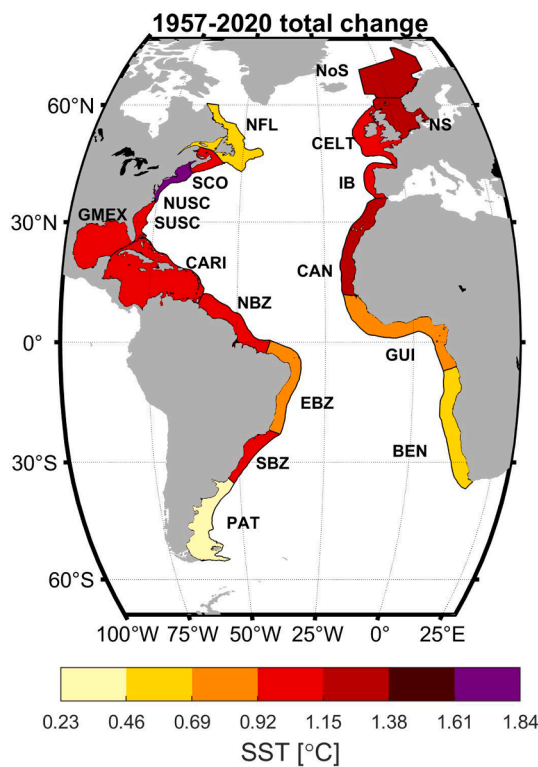 1957-2020 total change
NoS
60°N
NFL
NS
CELT
SCO
IB
NUSC
30°N
GMEX
SUSC
CARI
CAN
NBZ
0°
GUI
EBZ
BEN
30°S
SBZ
PAT
60°S
100°W 75°W 50°W 25°W 0° 25°E
0.23 0.46 0.69 0.92 1.15 1.38 1.61 1.84
SST [°C]